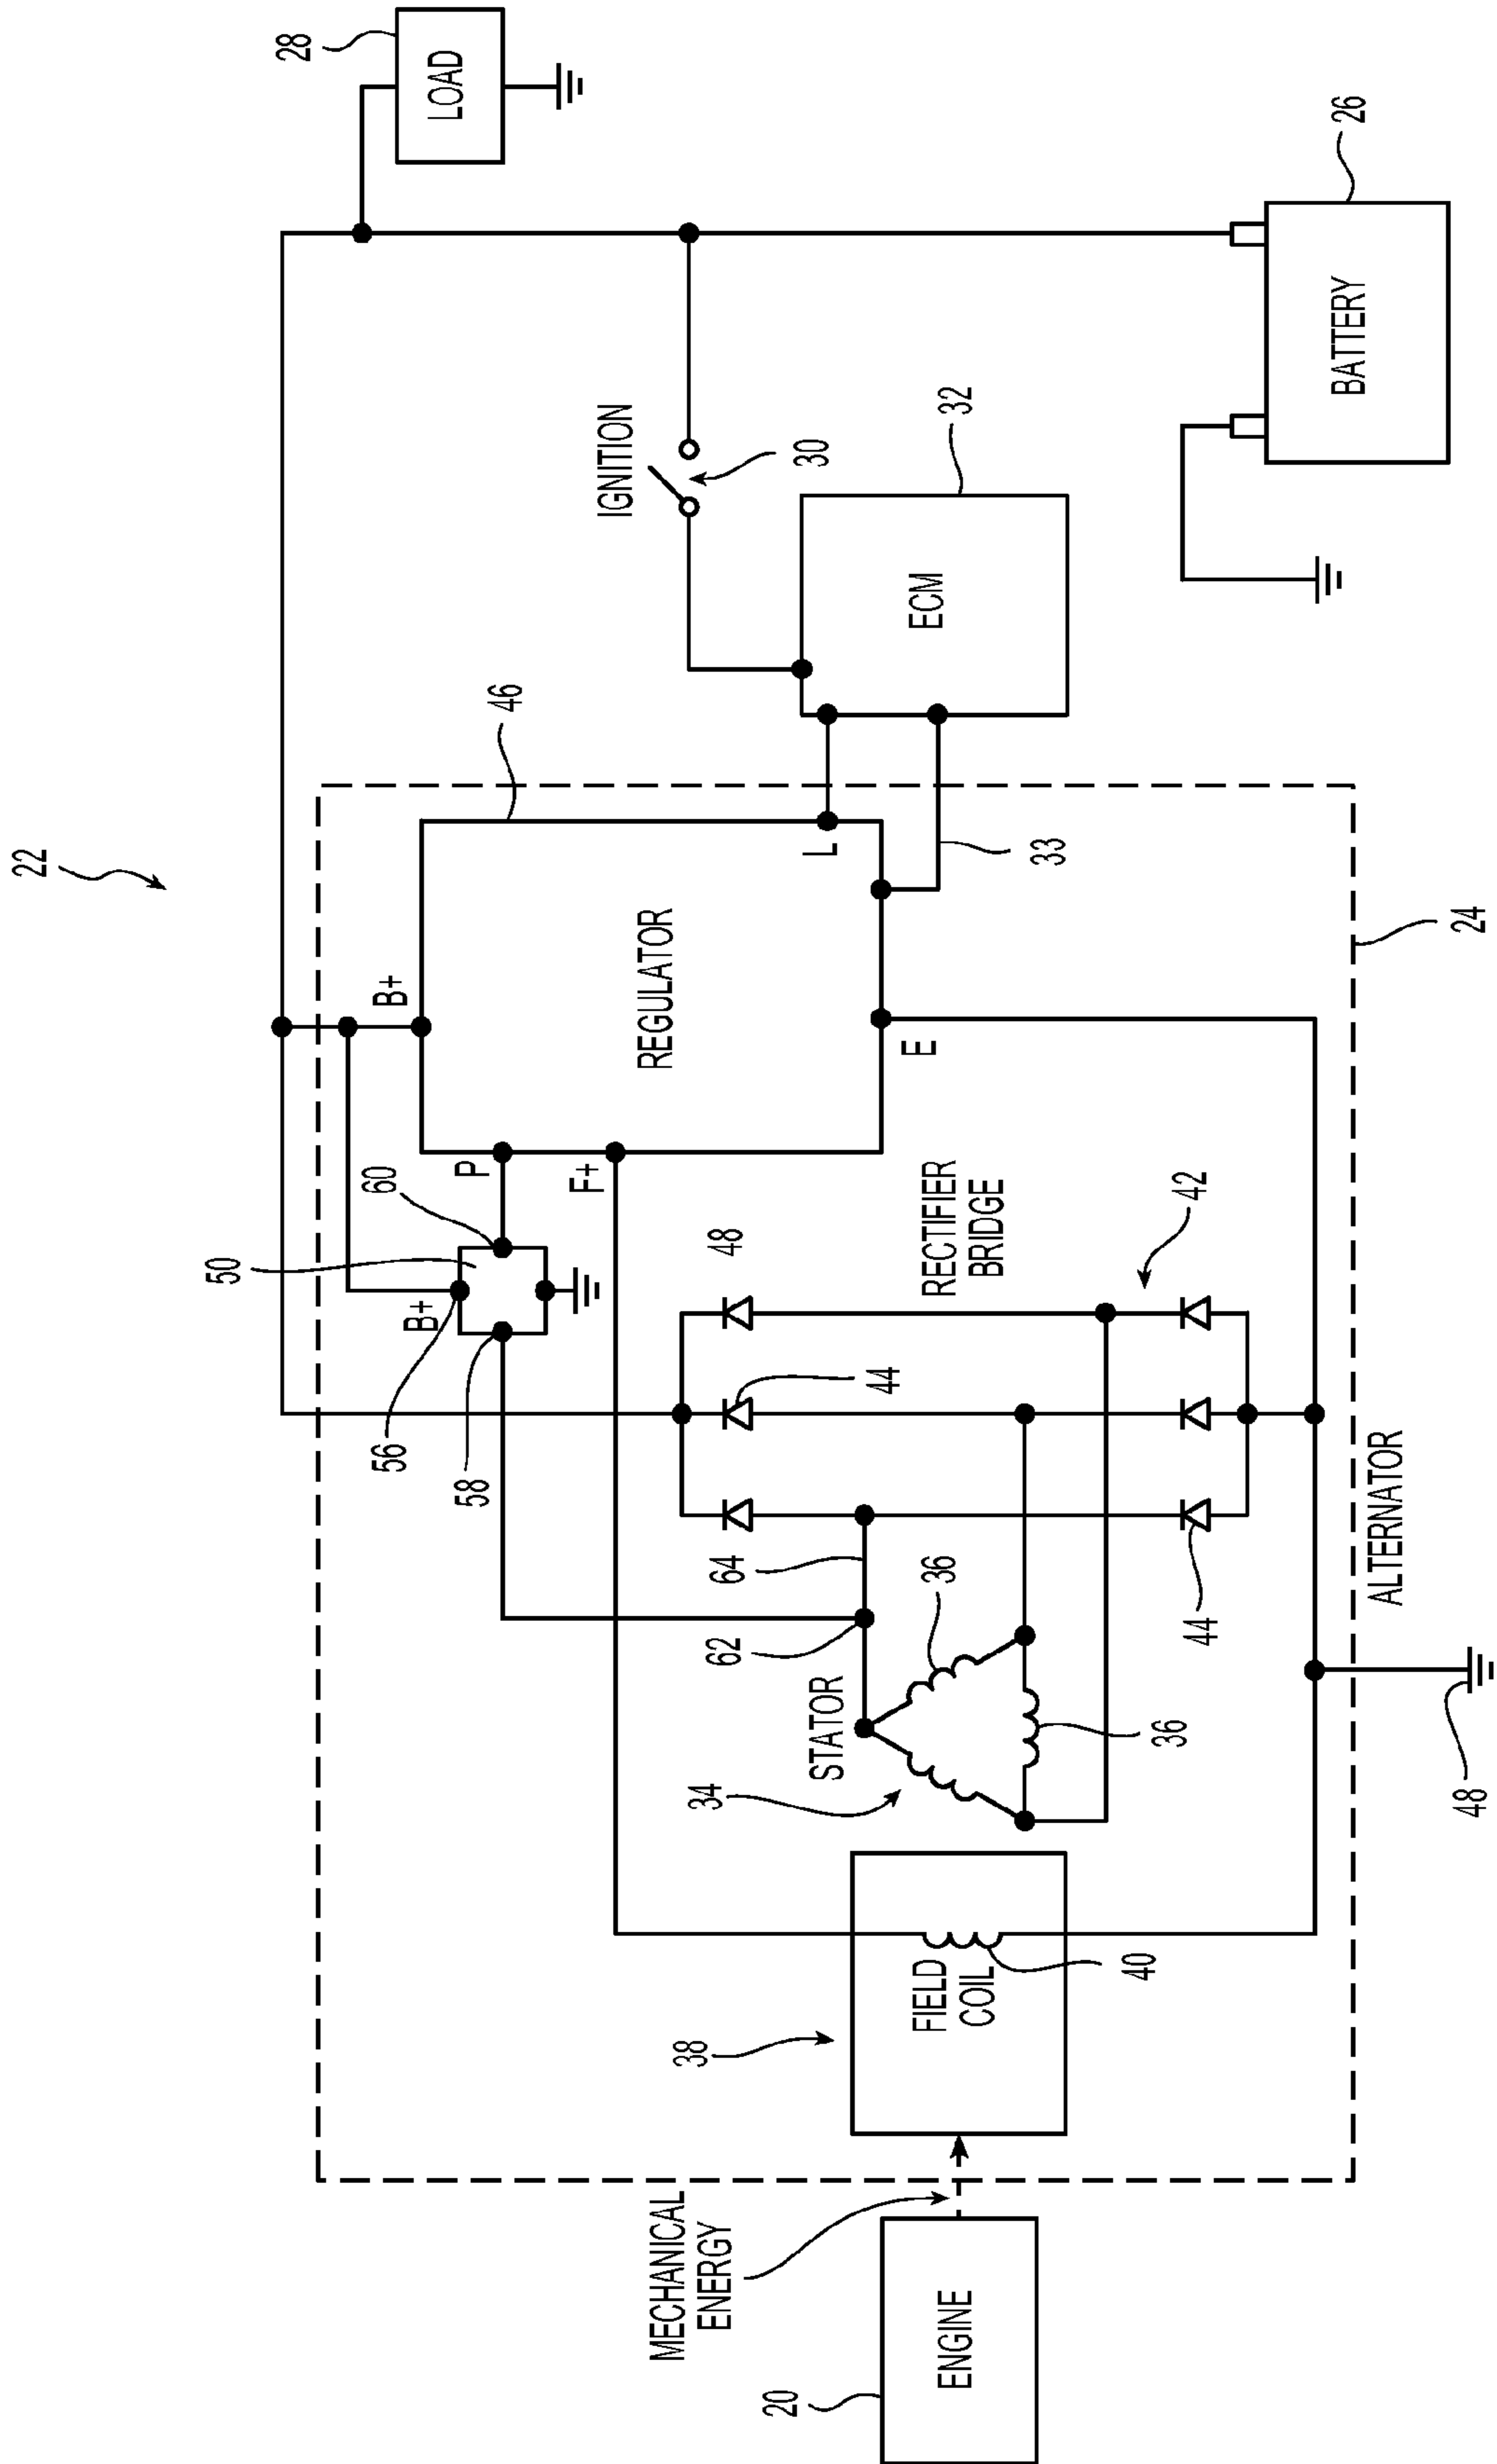 22
28
LOAD
IGNITION
30
ECM
32
33
26
BATTERY
46
B+
REGULATOR
L
E
P
F+
24
50
60
B+
56
58
48
RECTIFIER
BRIDGE
42
44
44
64
62
STATOR
36
36
34
ALTERNATOR
48
38
FIELD
COIL
40
MECHANICAL
ENERGY
20
ENGINE